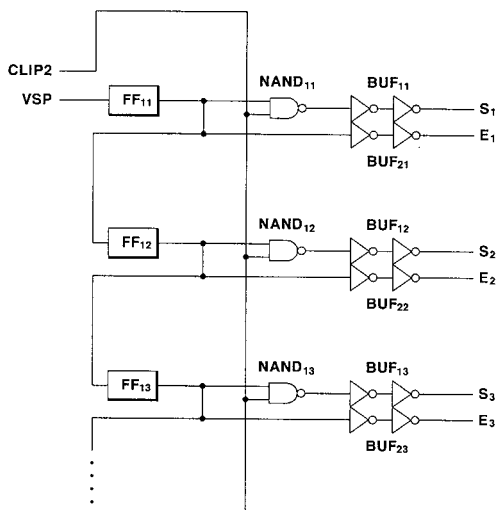 CLIP2
VSP
FF₁₁
NAND₁₁
BUF₁₁
S₁
E₁
BUF₂₁
FF₁₂
NAND₁₂
BUF₁₂
S₂
E₂
BUF₂₂
FF₁₃
NAND₁₃
BUF₁₃
S₃
E₃
BUF₂₃